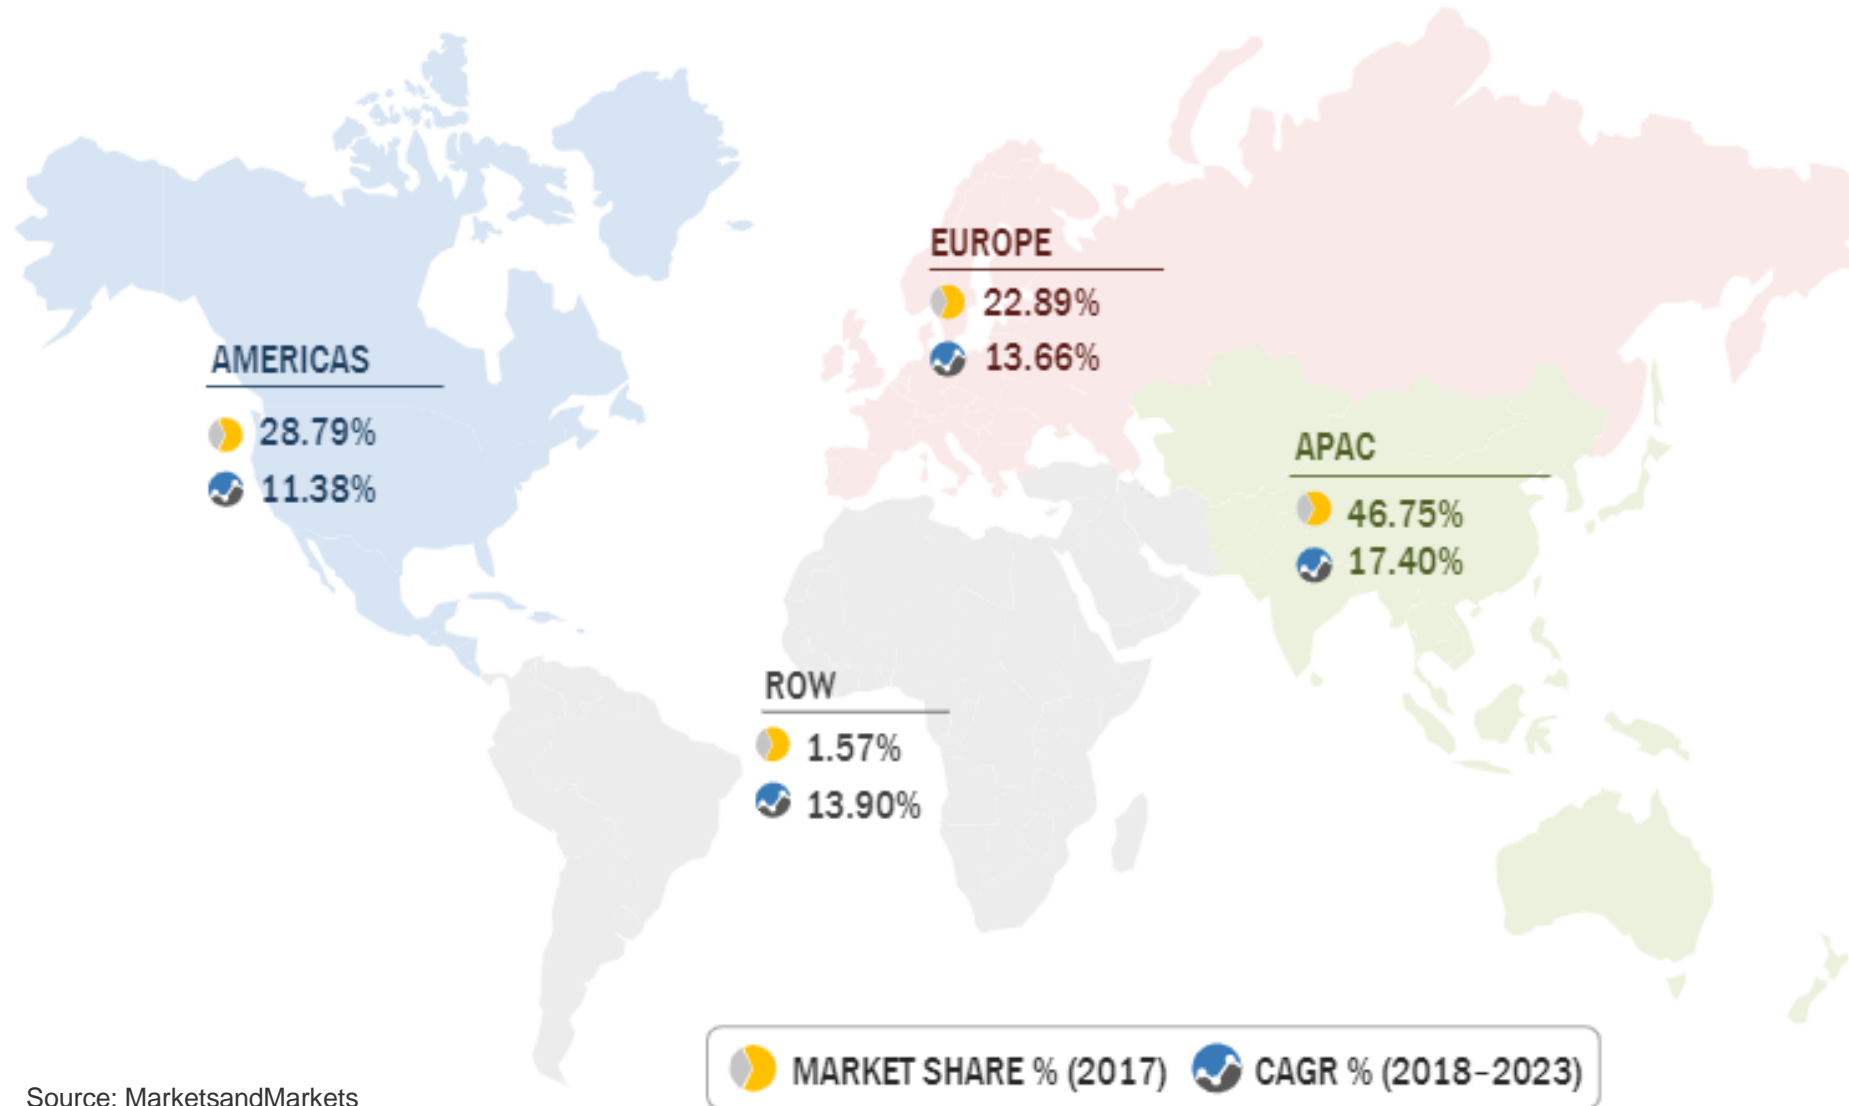 EUROPE
22.89%
13.66%
AMERICAS
28.79%
11.38%
APAC
46.75%
17.40%
ROW
1.57%
13.90%
MARKET SHARE % (2017) CAGR % (2018–2023)
Source: MarketsandMarkets